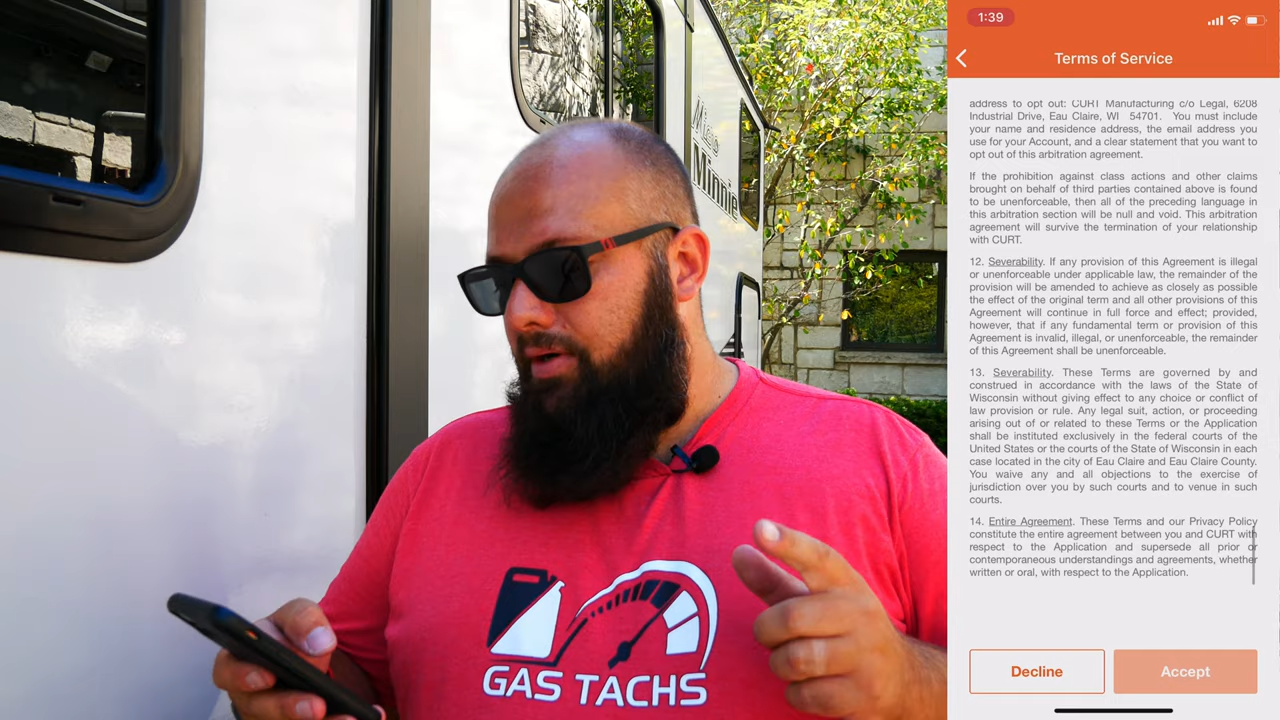 Micro
Minnie
GAS TACHS
1:39
Terms of Service
address to opt out: CURT Manufacturing c/o Legal, 6208
Industrial Drive, Eau Claire, WI 54701. You must include
your name and residence address, the email address you
use for your Account, and a clear statement that you want to
opt out of this arbitration agreement.
If the prohibition against class actions and other claims
brought on behalf of third parties contained above is found
to be unenforceable, then all of the preceding language in
this arbitration section will be null and void. This arbitration
agreement will survive the termination of your relationship
with CURT.
12. Severability. If any provision of this Agreement is illegal
or unenforceable under applicable law, the remainder of the
provision will be amended to achieve as closely as possible
the effect of the original term and all other provisions of this
Agreement will continue in full force and effect; provided,
however, that if any fundamental term or provision of this
Agreement is invalid, illegal, or unenforceable, the remainder
of this Agreement shall be unenforceable.
13. Severability. These Terms are governed by and
construed in accordance with the laws of the State of
Wisconsin without giving effect to any choice or conflict of
law provision or rule. Any legal suit, action, or proceeding
arising out of or related to these Terms or the Application
shall be instituted exclusively in the federal courts of the
United States or the courts of the State of Wisconsin in each
case located in the city of Eau Claire and Eau Claire County.
You waive any and all objections to the exercise of
jurisdiction over you by such courts and to venue in such
courts.
14. Entire Agreement. These Terms and our Privacy Policy
constitute the entire agreement between you and CURT with
respect to the Application and supersede all prior or
contemporaneous understandings and agreements, whether
written or oral, with respect to the Application.
Decline
Accept